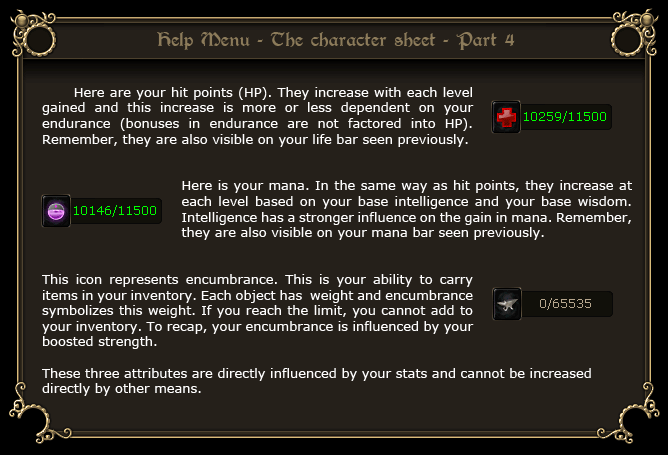 Help Menu - The character sheet - Part 4
Here are your hit points (HP). They increase with each level
gained and this increase is more or less dependent on your
endurance (bonuses in endurance are not factored into HP).
Remember, they are also visible on your life bar seen previously.
10259/11500
Here is your mana. In the same way as hit points, they increase at
each level based on your base intelligence and your base wisdom.
Intelligence has a stronger influence on the gain in mana. Remember,
they are also visible on your mana bar seen previously.
10146/11500
This icon represents encumbrance. This is your ability to carry
items in your inventory. Each object has  weight and encumbrance
symbolizes this weight. If you reach the limit, you cannot add to
your inventory. To recap, your encumbrance is influenced by your
boosted strength.
0/65535
These three attributes are directly influenced by your stats and cannot be increased
directly by other means.